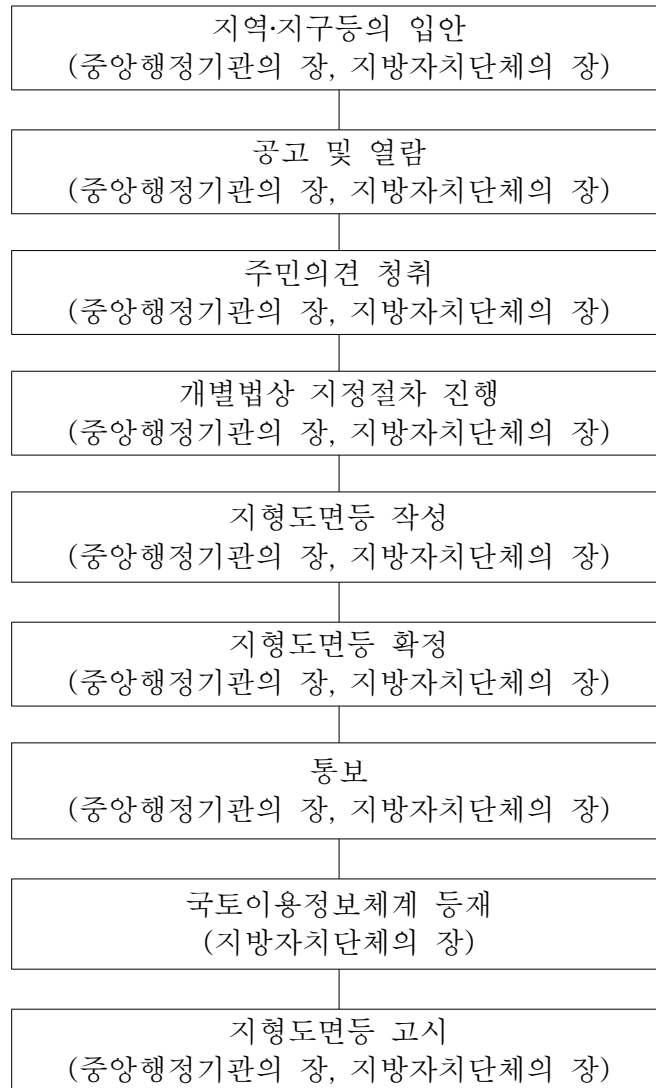 지역·지구등의 입안
(중앙행정기관의 장, 지방자치단체의 장)
공고 및 열람
(중앙행정기관의 장, 지방자치단체의 장)
주민의견 청취
(중앙행정기관의 장, 지방자치단체의 장)
개별법상 지정절차 진행
(중앙행정기관의 장, 지방자치단체의 장)
지형도면등 작성
(중앙행정기관의 장, 지방자치단체의 장)
지형도면등 확정
(중앙행정기관의 장, 지방자치단체의 장)
통보
(중앙행정기관의 장, 지방자치단체의 장)
국토이용정보체계 등재
(지방자치단체의 장)
지형도면등 고시
(중앙행정기관의 장, 지방자치단체의 장)